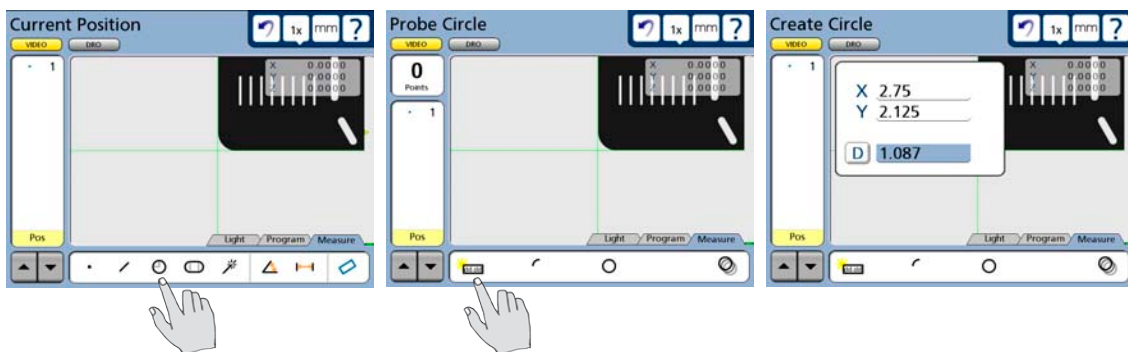 Current Position
1x mm ?
VIDEO DRO
1
X 0.0000
Y 0.0000
Z 0.0000
Pos
Light Program Measure
Probe Circle
1x mm ?
VIDEO DRO
0
Points
1
X 0.0000
Y 0.0000
Z 0.0000
Pos
Light Program Measure
Create Circle
1x mm ?
VIDEO DRO
1
X 0.0000
Y 0.0000
Z 0.0000
X 2.75
Y 2.125
D 1.087
Pos
Light Program Measure